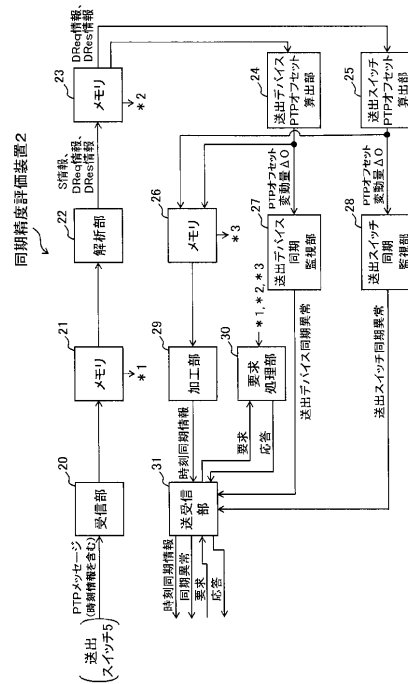 同期精度評価装置2
送出
スイッチ5
PTPメッセージ
(時刻情報を含む)
20
受信部
21
メモリ
*1
22
解析部
S情報、
DReq情報、
DRes情報
23
メモリ
*2
DReq情報、
DRes情報
24
送出デバイス
PTPオフセット
算出部
25
送出スイッチ
PTPオフセット
算出部
26
メモリ
*3
PTPオフセット
変動量ΔO
27
送出デバイス
同期
監視部
PTPオフセット
変動量ΔO
28
送出スイッチ
同期
監視部
29
加工部
時刻同期情報
30
要求
処理部
*1,*2,*3
要求
応答
31
送受信
部
送出デバイス同期異常
送出スイッチ同期異常
時刻同期情報
同期異常
要求
応答